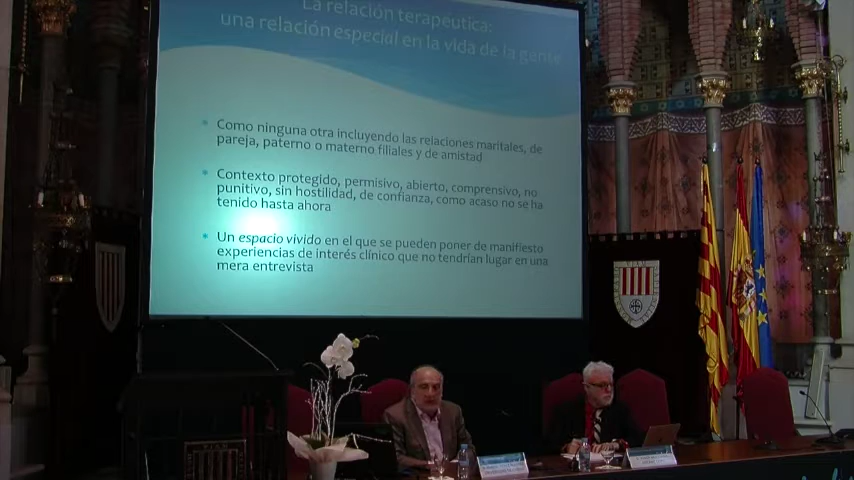 La relación terapéutica:
una relación especial en la vida de la gente
Como ninguna otra incluyendo las relaciones maritales, de
pareja, paterno o materno filiales y de amistad
Contexto protegido, permisivo, abierto, comprensivo, no
punitivo, sin hostilidad, de confianza, como acaso no se ha
tenido hasta ahora
Un espacio vivido en el que se pueden poner de manifiesto
experiencias de interés clínico que no tendrían lugar en una
mera entrevista